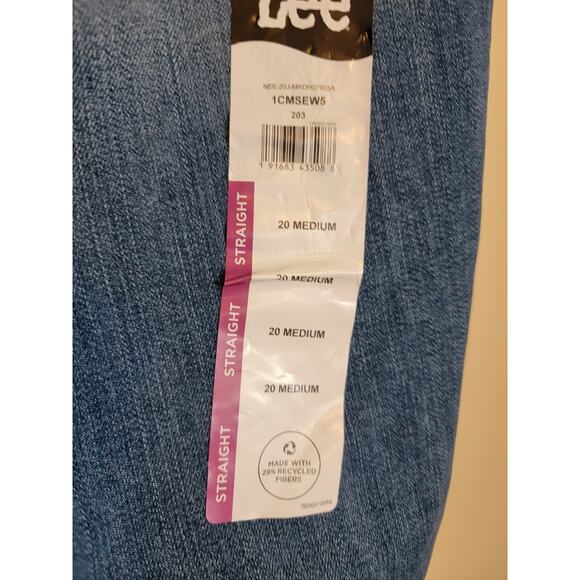 Lee
1CMSEW5
203
1 91683 43508 8
STRAIGHT
20 MEDIUM
20 MEDIUM
STRAIGHT
20 MEDIUM
20 MEDIUM
STRAIGHT
MADE WITH
29% RECYCLED
FIBERS